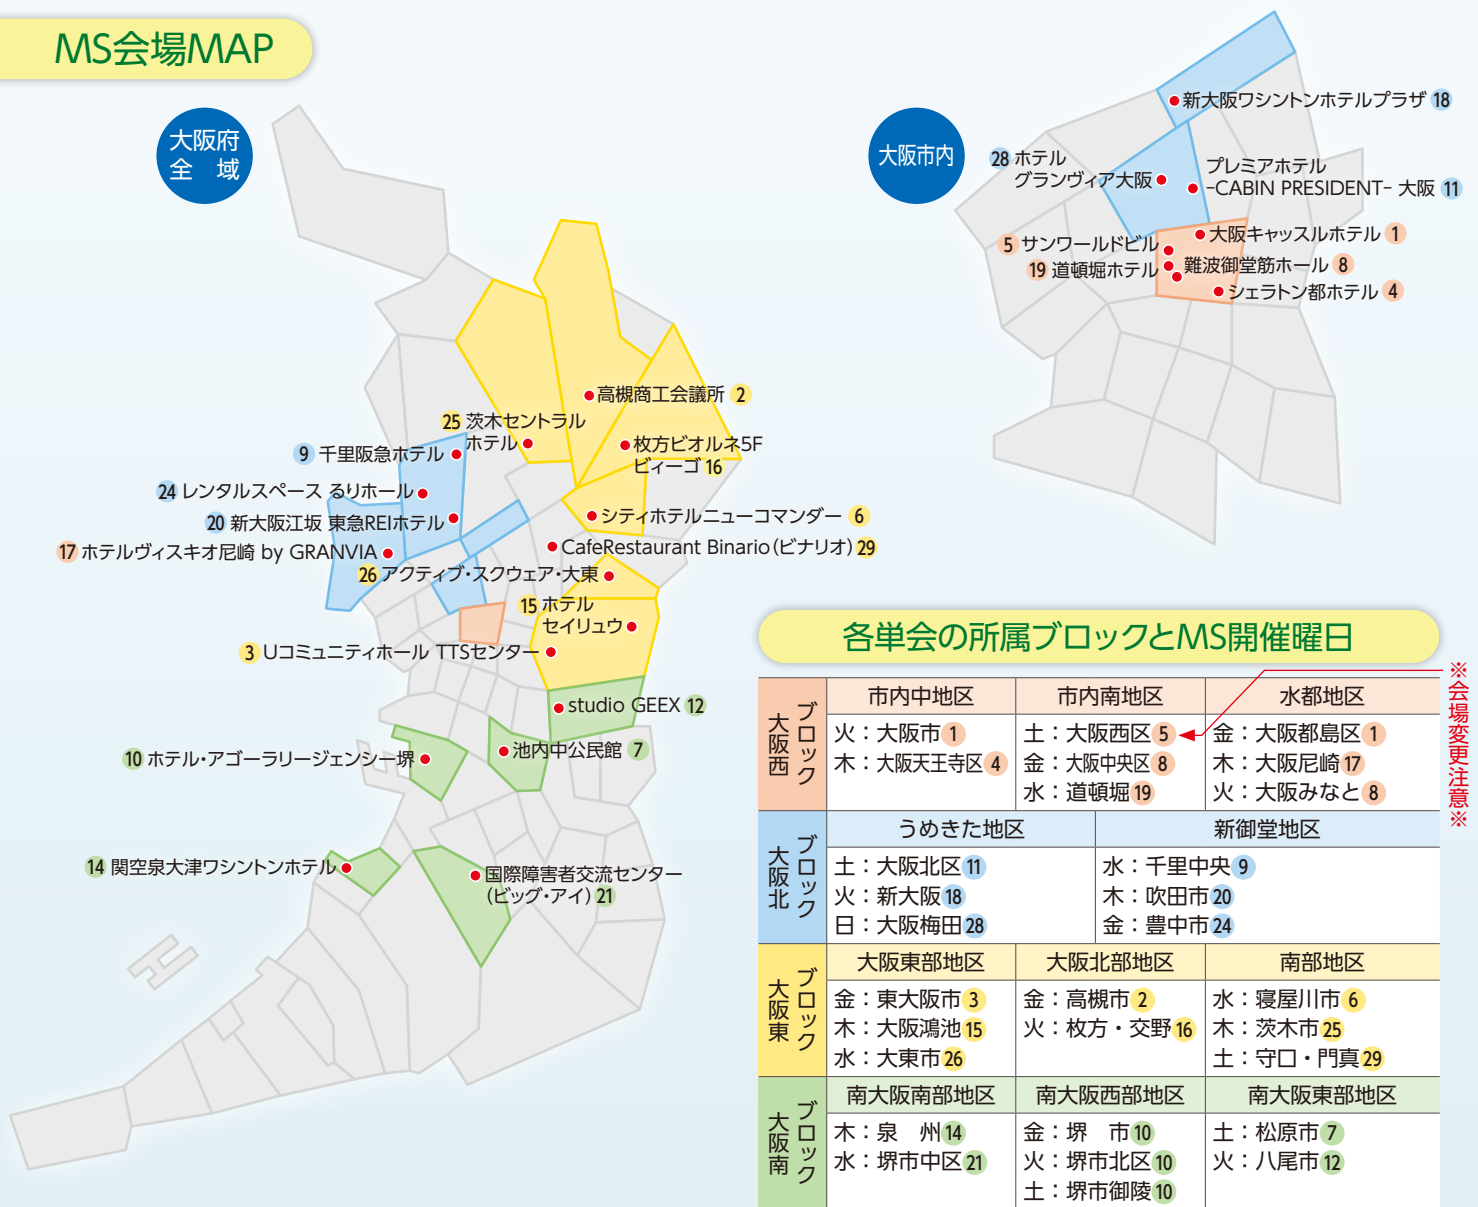 MS会場MAP
大阪府
全　域
高槻商工会議所 2
25 茨木セントラル
ホテル
枚方ビオルネ5F
ビィーゴ 16
9 千里阪急ホテル
24 レンタルスペース るりホール
20 新大阪江坂 東急REIホテル
シティホテルニューコマンダー 6
17 ホテルヴィスキオ尼崎 by GRANVIA
CafeRestaurant Binario(ビナリオ) 29
26 アクティブ・スクウェア・大東
15 ホテル
セイリュウ
3 Uコミュニティホール TTSセンター
studio GEEX 12
池内中公民館 7
10 ホテル・アゴーラリージェンシー堺
14 関空泉大津ワシントンホテル
国際障害者交流センター
(ビッグ・アイ) 21
大阪市内
新大阪ワシントンホテルプラザ 18
28 ホテル
グランヴィア大阪
プレミアホテル
-CABIN PRESIDENT- 大阪 11
大阪キャッスルホテル 1
5 サンワールドビル
難波御堂筋ホール 8
19 道頓堀ホテル
シェラトン都ホテル 4
各単会の所属ブロックとMS開催曜日
※会場変更注意※
大阪西
ブロック
市内中地区 市内南地区 水都地区
火：大阪市 1 土：大阪西区 5 金：大阪都島区 1
木：大阪天王寺区 4 金：大阪中央区 8 木：大阪尼崎 17
水：道頓堀 19 火：大阪みなと 8
大阪北
ブロック
うめきた地区 新御堂地区
土：大阪北区 11 水：千里中央 9
火：新大阪 18 木：吹田市 20
日：大阪梅田 28 金：豊中市 24
大阪東
ブロック
大阪東部地区 大阪北部地区 南部地区
金：東大阪市 3 金：高槻市 2 水：寝屋川市 6
木：大阪鴻池 15 火：枚方・交野 16 木：茨木市 25
水：大東市 26 土：守口・門真 29
大阪南
ブロック
南大阪南部地区 南大阪西部地区 南大阪東部地区
木：泉　州 14 金：堺　市 10 土：松原市 7
水：堺市中区 21 火：堺市北区 10 火：八尾市 12
土：堺市御陵 10